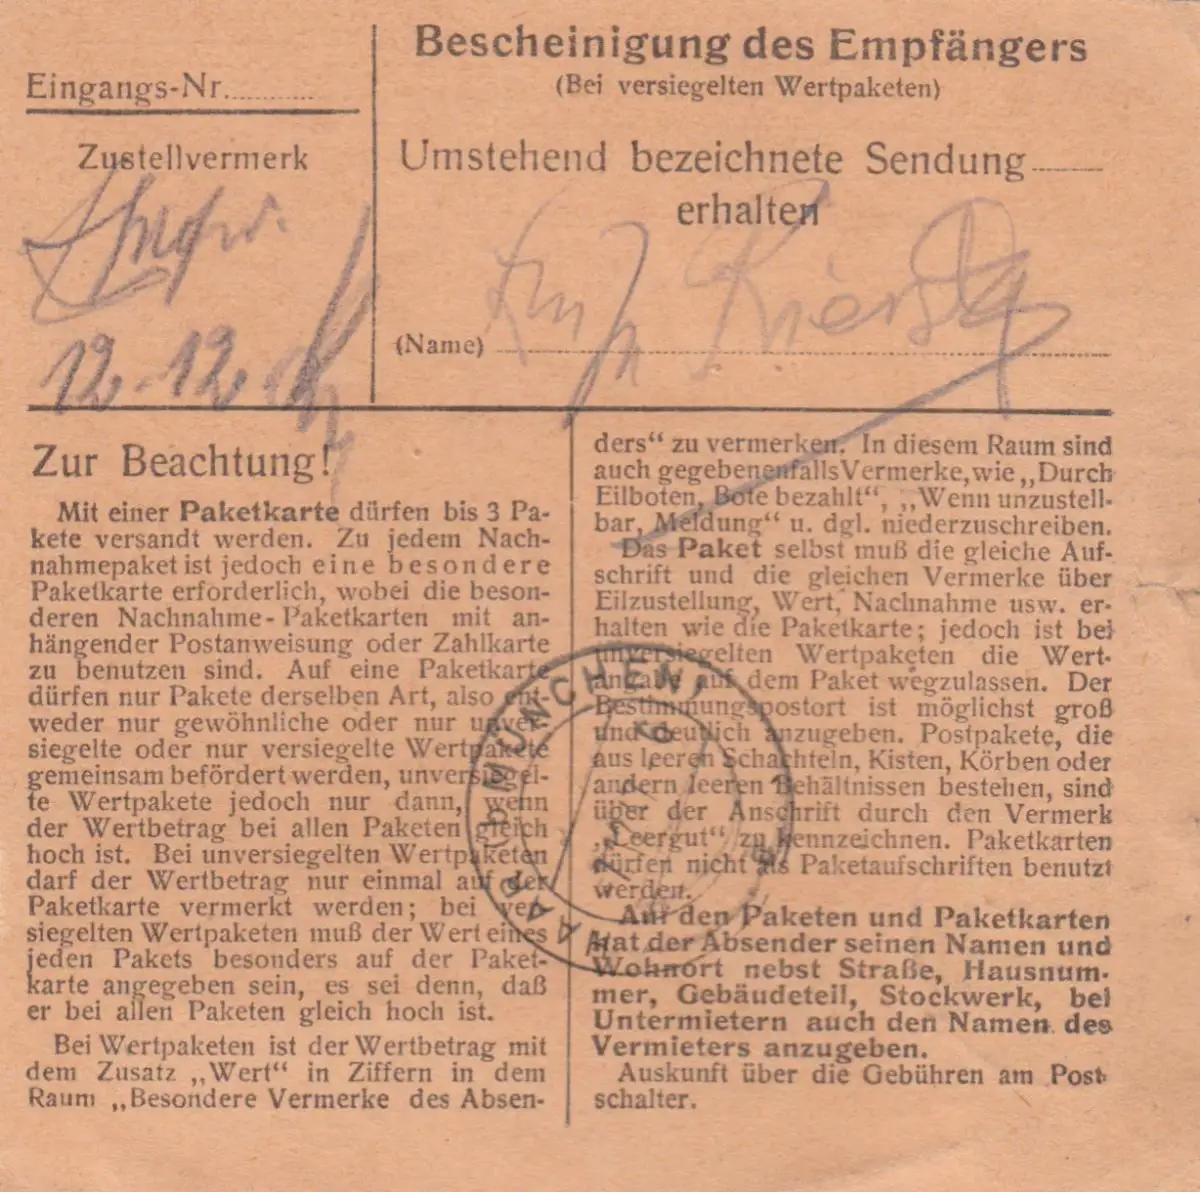 Eingangs-Nr.
Zustellvermerk
12.12.
Bescheinigung des Empfängers
(Bei versiegelten Wertpaketen)
Umstehend bezeichnete Sendung
erhalten
(Name)
Zur Beachtung!
Mit einer Paketkarte dürfen bis 3 Pa-
kete versandt werden. Zu jedem Nach-
nahmepaket ist jedoch eine besondere
Paketkarte erforderlich, wobei die beson-
deren Nachnahme-Paketkarten mit an-
hängender Postanweisung oder Zahlkarte
zu benutzen sind. Auf eine Paketkarte
dürfen nur Pakete derselben Art, also ent-
weder nur gewöhnliche oder nur unver-
siegelte oder nur versiegelte Wertpakete
gemeinsam befördert werden, unversiegel-
te Wertpakete jedoch nur dann, wenn
der Wertbetrag bei allen Paketen gleich
hoch ist. Bei unversiegelten Wertpaketen
darf der Wertbetrag nur einmal auf der
Paketkarte vermerkt werden; bei ver-
siegelten Wertpaketen muß der Wert eines
jeden Pakets besonders auf der Paket-
karte angegeben sein, es sei denn, daß
er bei allen Paketen gleich hoch ist.
Bei Wertpaketen ist der Wertbetrag mit
dem Zusatz „Wert“ in Ziffern in dem
Raum „Besondere Vermerke des Absen-
ders“ zu vermerken. In diesem Raum sind
auch gegebenenfalls Vermerke, wie „Durch
Eilboten, Bote bezahlt“, „Wenn unzustell-
bar, Meldung“ u. dgl. niederzuschreiben.
Das Paket selbst muß die gleiche Auf-
schrift und die gleichen Vermerke über
Eilzustellung, Wert, Nachnahme usw. er-
halten wie die Paketkarte; jedoch ist bei
unversiegelten Wertpaketen die Wert-
angabe auf dem Paket wegzulassen. Der
Bestimmungspostort ist möglichst groß
und deutlich anzugeben. Postpakete, die
aus leeren Schachteln, Kisten, Körben oder
andern leeren Behältnissen bestehen, sind
über der Anschrift durch den Vermerk
„Leergut“ zu kennzeichnen. Paketkarten
dürfen nicht als Paketaufschriften benutzt
werden.
Auf den Paketen und Paketkarten
hat der Absender seinen Namen und
Wohnort nebst Straße, Hausnum-
mer, Gebäudeteil, Stockwerk, bei
Untermietern auch den Namen des
Vermieters anzugeben.
Auskunft über die Gebühren am Post-
schalter.
HAAR (b MÜNCHEN)